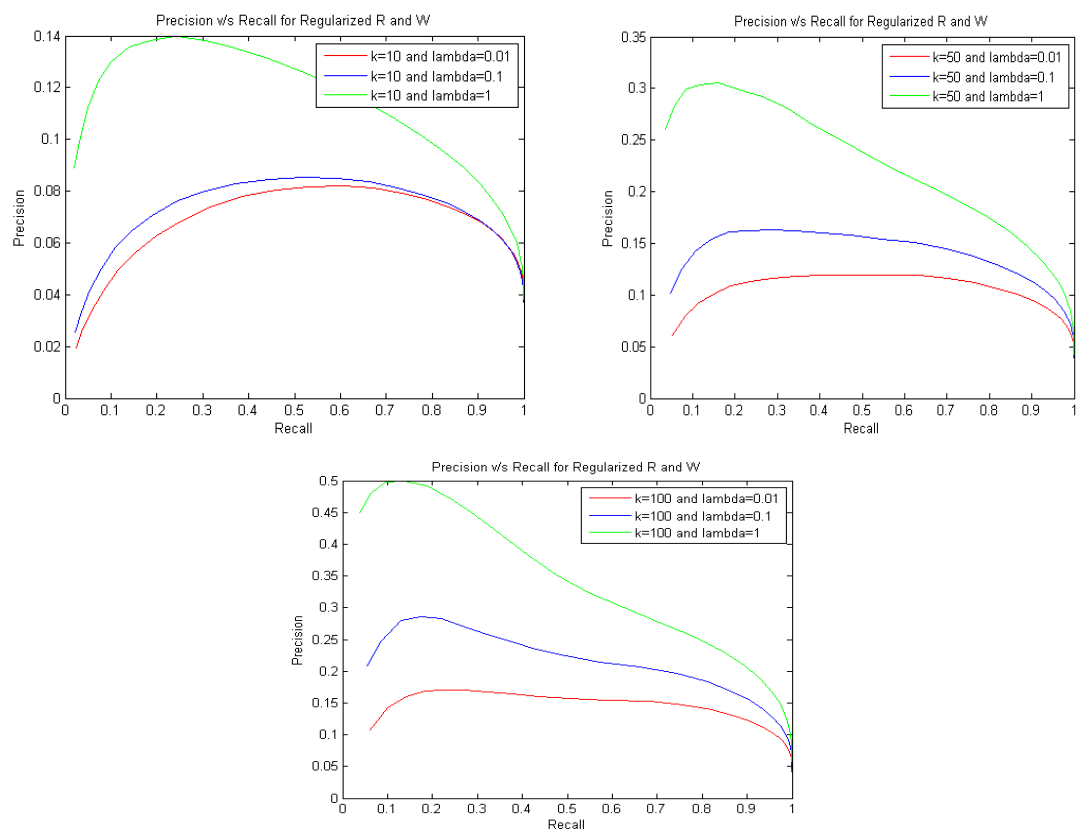 Precision v/s Recall for Regularized R and W
k=10 and lambda=0.01
k=10 and lambda=0.1
k=10 and lambda=1
Precision
0.14
0.12
0.1
0.08
0.06
0.04
0.02
0
0 0.1 0.2 0.3 0.4 0.5 0.6 0.7 0.8 0.9 1
Recall
Precision v/s Recall for Regularized R and W
k=50 and lambda=0.01
k=50 and lambda=0.1
k=50 and lambda=1
Precision
0.35
0.3
0.25
0.2
0.15
0.1
0.05
0
0 0.1 0.2 0.3 0.4 0.5 0.6 0.7 0.8 0.9 1
Recall
Precision v/s Recall for Regularized R and W
k=100 and lambda=0.01
k=100 and lambda=0.1
k=100 and lambda=1
Precision
0.5
0.45
0.4
0.35
0.3
0.25
0.2
0.15
0.1
0.05
0
0 0.1 0.2 0.3 0.4 0.5 0.6 0.7 0.8 0.9 1
Recall